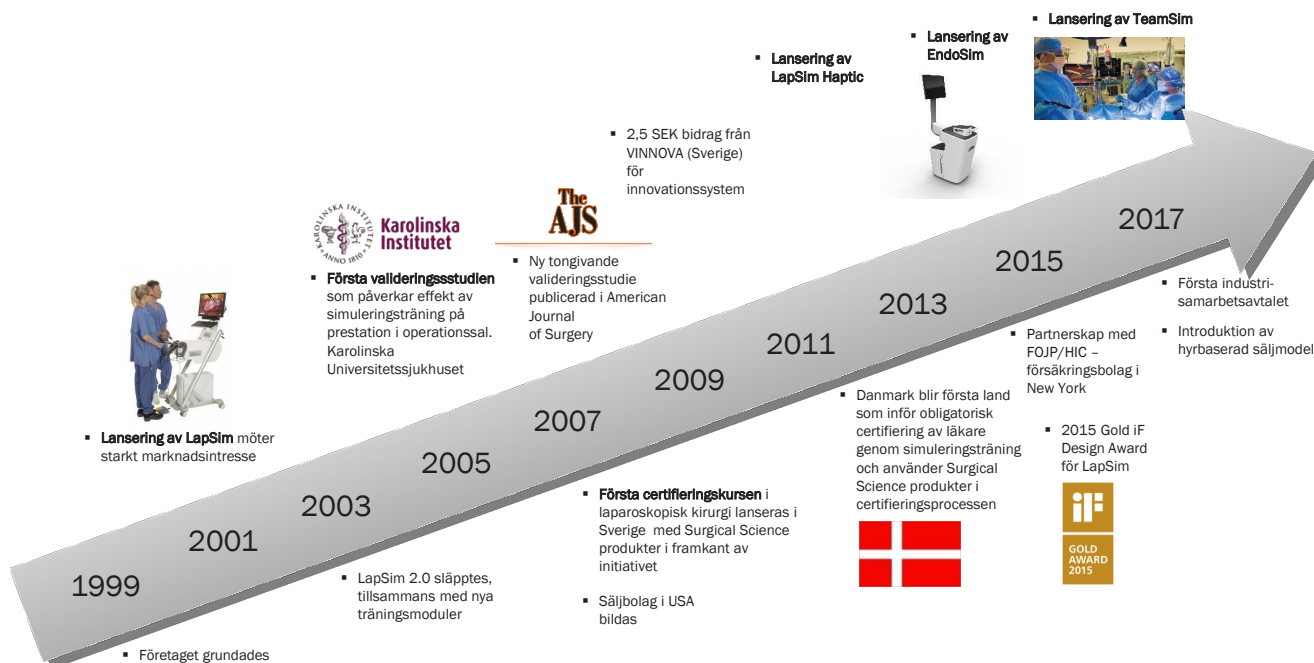 ▪ Lansering av TeamSim
▪ Lansering av
EndoSim
▪ Lansering av
LapSim Haptic
▪ 2,5 SEK bidrag från
VINNOVA (Sverige)
för
innovationssystem
KAROLINSKA INSTITUTET
ANNO 1810
Karolinska
Institutet
The
AJS
▪ Första valideringssstudien
som påverkar effekt av
simuleringsträning på
prestation i operationssal.
Karolinska
Universitetssjukhuset
▪ Ny tongivande
valideringsstudie
publicerad i American
Journal
of Surgery
▪ Lansering av LapSim möter
starkt marknadsintresse
1999
2001
2003
2005
2007
2009
2011
2013
2015
2017
▪ Första industri-
samarbetsavtalet
▪ Introduktion av
hyrbaserad säljmodel
▪ Partnerskap med
FOJP/HIC –
försäkringsbolag i
New York
▪ 2015 Gold iF
Design Award
för LapSim
iF
GOLD
AWARD
2015
▪ Danmark blir första land
som inför obligatorisk
certifiering av läkare
genom simuleringsträning
och använder Surgical
Science produkter i
certifieringsprocessen
▪ Första certifieringskursen i
laparoskopisk kirurgi lanseras i
Sverige med Surgical Science
produkter i framkant av
initiativet
▪ Säljbolag i USA
bildas
▪ LapSim 2.0 släpptes,
tillsammans med nya
träningsmoduler
▪ Företaget grundades